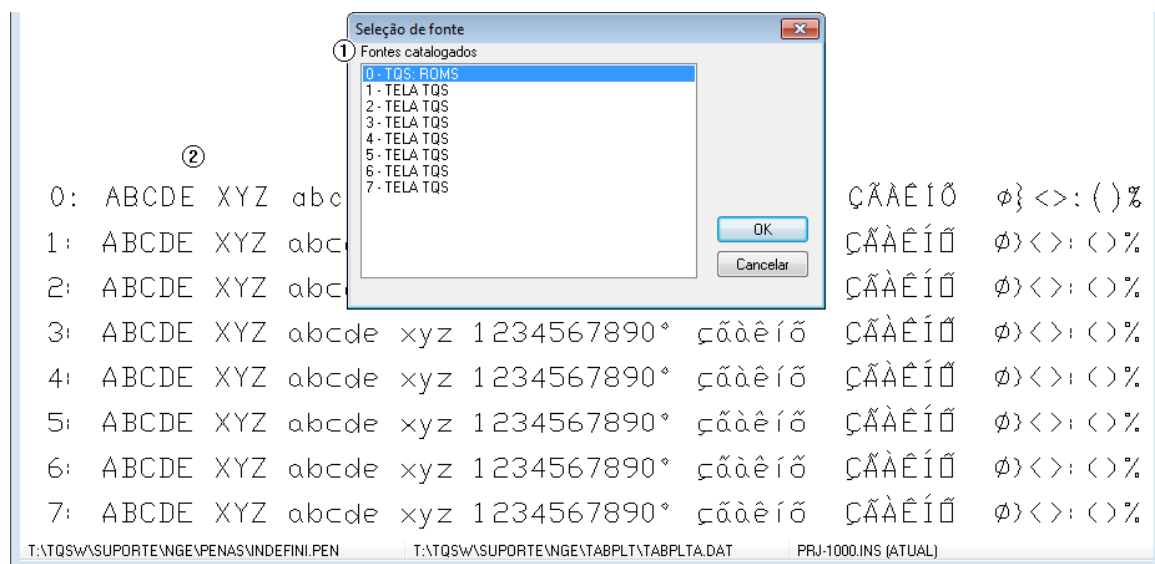 Seleção de fonte
① Fontes catalogados
0 - TQS: ROMS
1 - TELA TQS
2 - TELA TQS
3 - TELA TQS
4 - TELA TQS
5 - TELA TQS
6 - TELA TQS
7 - TELA TQS
OK
Cancelar
②
0: ABCDE XYZ abc ÇÃÀÊÍÕ ø}<>:()%
1: ABCDE XYZ abc ÇÃÀÊÍÕ Ø}<>:()%
2: ABCDE XYZ abc ÇÃÀÊÍÕ Ø}<>:()%
3: ABCDE XYZ abcde xyz 1234567890° çãàêíõ ÇÃÀÊÍÕ Ø}<>:()%
4: ABCDE XYZ abcde xyz 1234567890° çãàêíõ ÇÃÀÊÍÕ Ø}<>:()%
5: ABCDE XYZ abcde xyz 1234567890° çãàêíõ ÇÃÀÊÍÕ Ø}<>:()%
6: ABCDE XYZ abcde xyz 1234567890° çãàêíõ ÇÃÀÊÍÕ Ø}<>:()%
7: ABCDE XYZ abcde xyz 1234567890° çãàêíõ ÇÃÀÊÍÕ Ø}<>:()%
T:\TQSW\SUPORTE\NGE\PENAS\INDEFINI.PEN T:\TQSW\SUPORTE\NGE\TABPLT\TABPLTA.DAT PRJ-1000.INS (ATUAL)